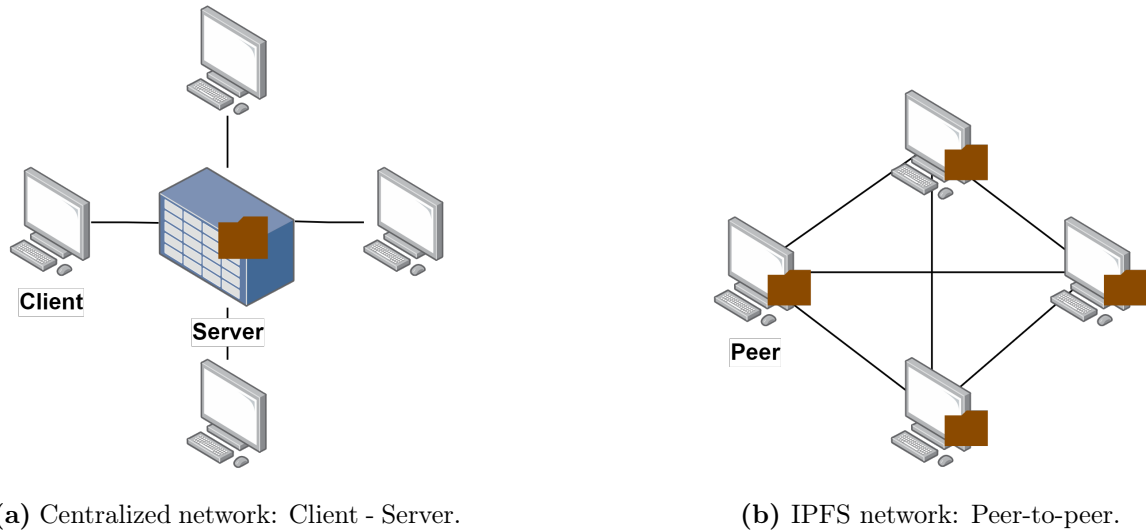 Client
Server
Peer
(a) Centralized network: Client - Server.
(b) IPFS network: Peer-to-peer.